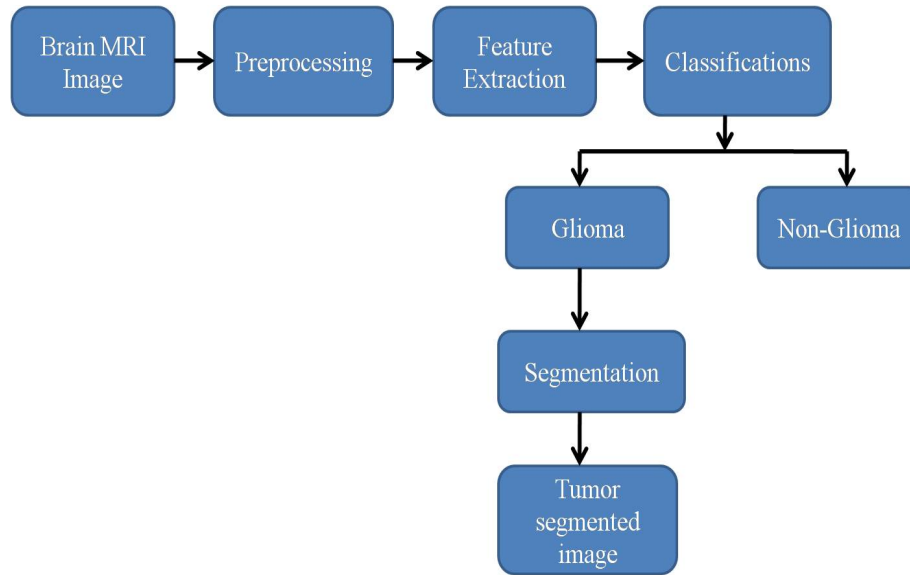 Brain MRI
Image
Preprocessing
Feature
Extraction
Classifications
Glioma
Non-Glioma
Segmentation
Tumor
segmented
image